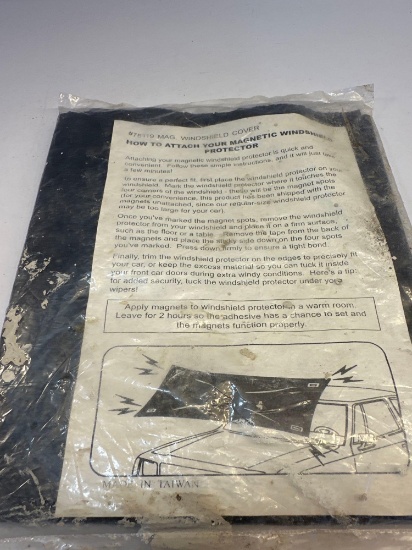 #78319 MAG. WINDSHIELD COVER
HOW TO ATTACH YOUR MAGNETIC WINDSHIELD
PROTECTOR
Attaching your magnetic windshield protector is quick and
convenient. Follow these simple instructions, and it will just take
a few minutes!
To ensure a perfect fit, first place the windshield protector on your
windshield. Mark the windshield protector where it touches the
four corners of the windshield - these will be the magnet spots
(for your convenience, this product has been shipped with the
magnets unattached, since our regular-size windshield protector
may be too large for your car).
Once you've marked the magnet spots, remove the windshield
protector from your windshield and place it on a firm surface,
such as the floor or a table. Remove the tape from the back of
the magnets and place the sticky side down on the four spots
you've marked. Press down firmly to ensure a tight bond.
Finally, trim the windshield protector on the edges to precisely fit
your car, or keep the excess material so you can tuck it inside
your front car doors during extra windy conditions. Here's a tip:
for added security, tuck the windshield protector under your
wipers!
Apply magnets to windshield protector in a warm room.
Leave for 2 hours so the adhesive has a chance to set and
the magnets function properly.
MADE IN TAIWAN